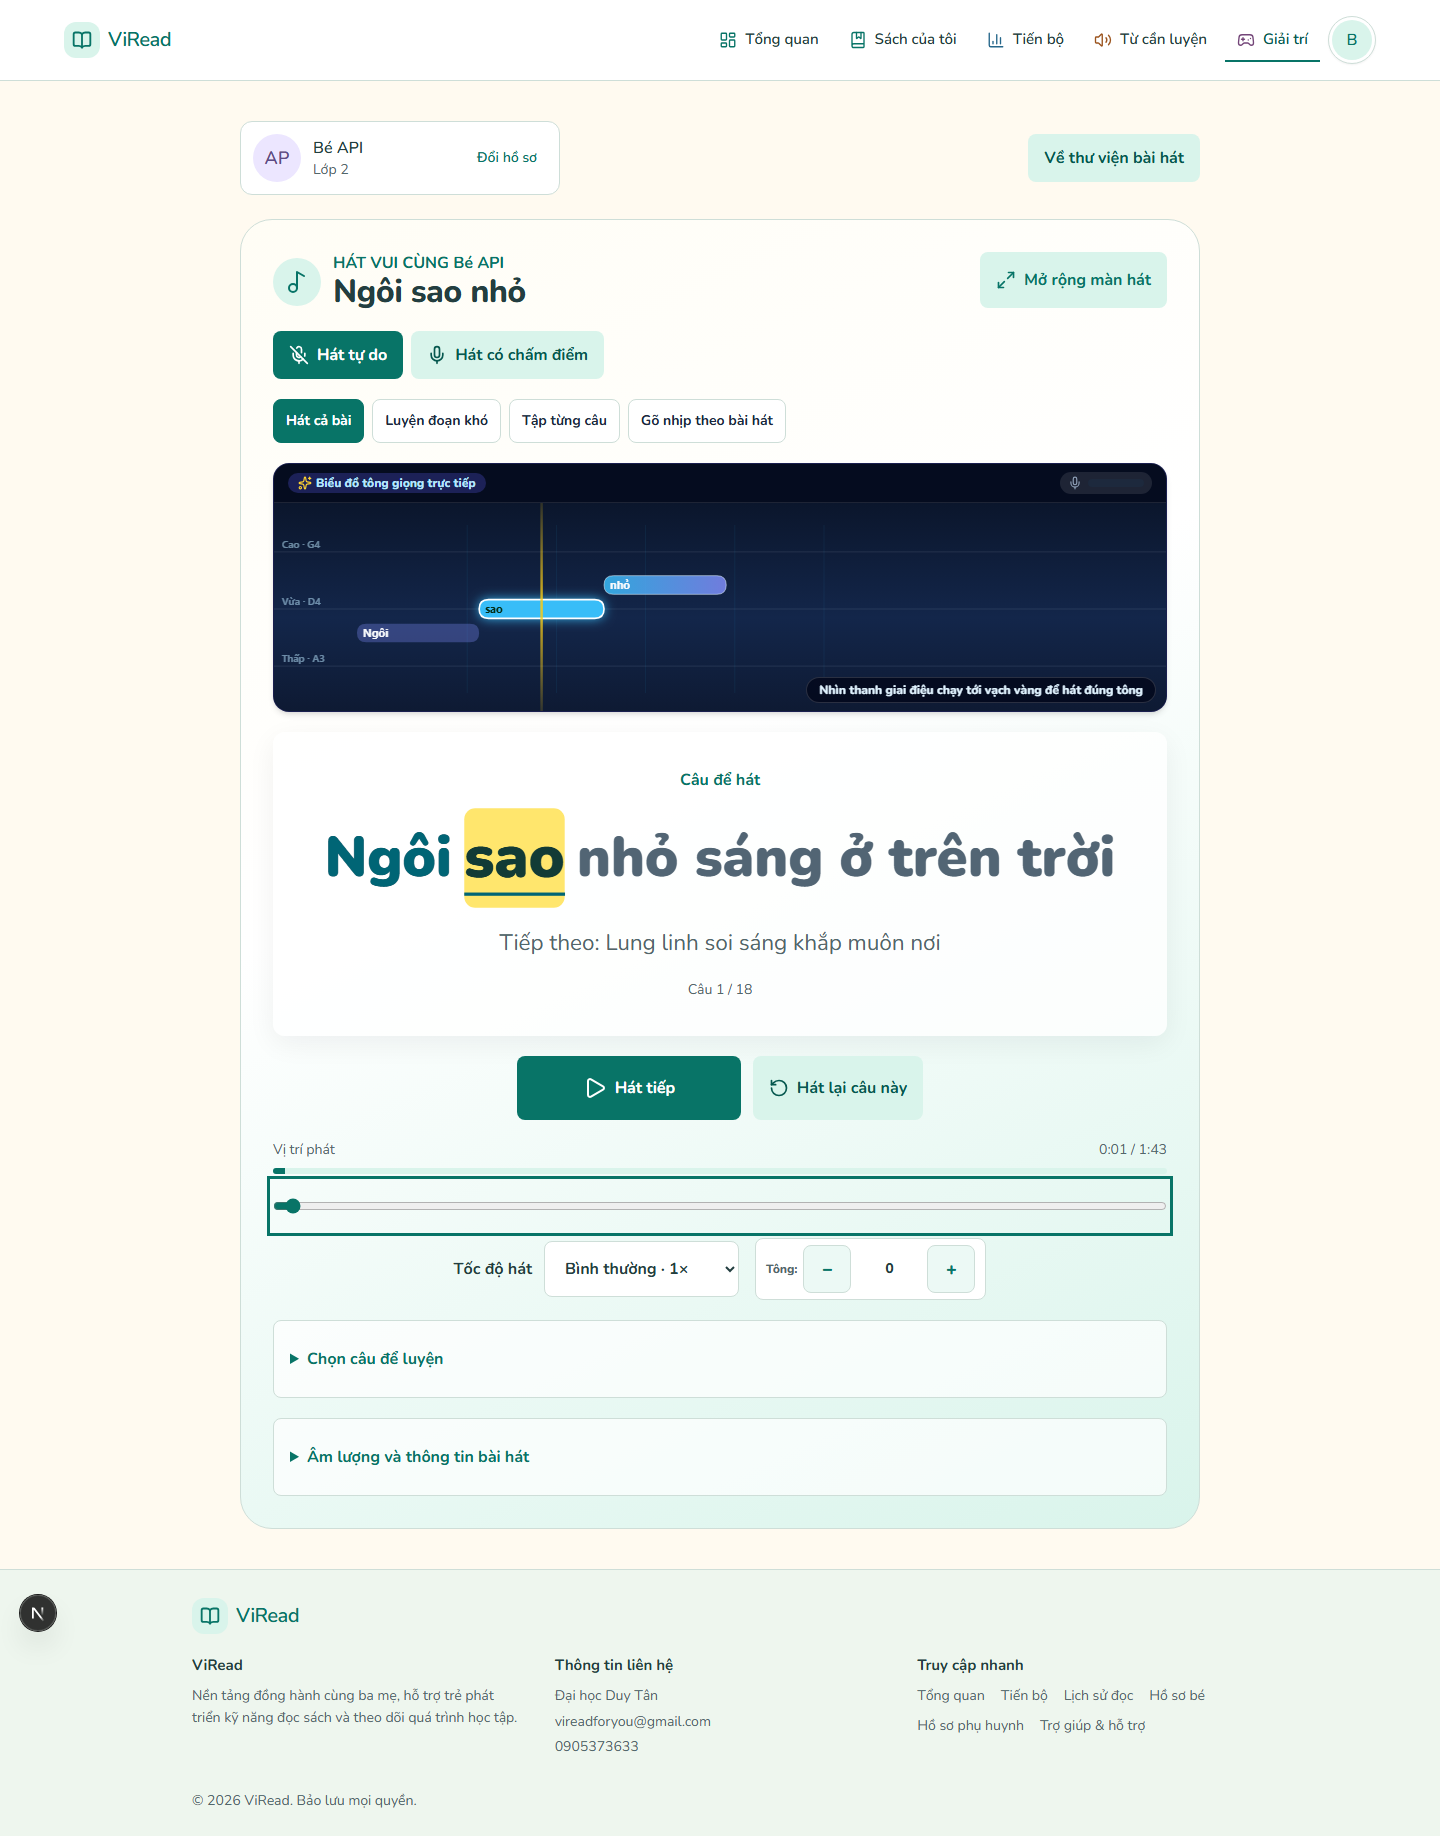 ViRead
Tổng quan
Sách của tôi
Tiến bộ
Từ cần luyện
Giải trí
B
AP
Bé API
Lớp 2
Đổi hồ sơ
Về thư viện bài hát
HÁT VUI CÙNG Bé API
Ngôi sao nhỏ
Mở rộng màn hát
Hát tự do
Hát có chấm điểm
Hát cả bài
Luyện đoạn khó
Tập từng câu
Gõ nhịp theo bài hát
Biểu đồ tông giọng trực tiếp
Cao · G4
nhỏ
Vừa · D4
sao
Ngôi
Thấp · A3
Nhìn thanh giai điệu chạy tới vạch vàng để hát đúng tông
Câu để hát
Ngôi sao nhỏ sáng ở trên trời
Tiếp theo: Lung linh soi sáng khắp muôn nơi
Câu 1 / 18
Hát tiếp
Hát lại câu này
Vị trí phát
0:01 / 1:43
Tốc độ hát
Bình thường · 1×
Tông:
−
0
+
Chọn câu để luyện
Âm lượng và thông tin bài hát
N
ViRead
ViRead
Nền tảng đồng hành cùng ba mẹ, hỗ trợ trẻ phát
triển kỹ năng đọc sách và theo dõi quá trình học tập.
Thông tin liên hệ
Đại học Duy Tân
vireadforyou@gmail.com
0905373633
Truy cập nhanh
Tổng quan
Tiến bộ
Lịch sử đọc
Hồ sơ bé
Hồ sơ phụ huynh
Trợ giúp & hỗ trợ
© 2026 ViRead. Bảo lưu mọi quyền.